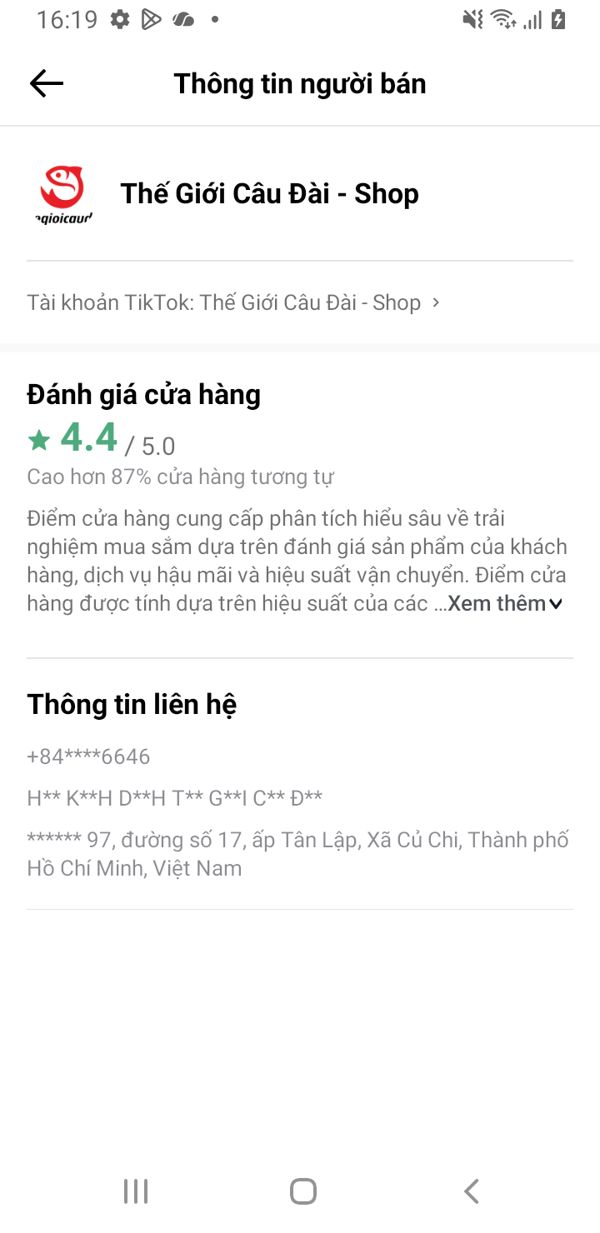 16:19
Thông tin người bán
Thế Giới Câu Đài - Shop
Tài khoản TikTok: Thế Giới Câu Đài - Shop
Đánh giá cửa hàng
4.4 / 5.0
Cao hơn 87% cửa hàng tương tự
Điểm cửa hàng cung cấp phân tích hiểu sâu về trải
nghiệm mua sắm dựa trên đánh giá sản phẩm của khách
hàng, dịch vụ hậu mãi và hiệu suất vận chuyển. Điểm cửa
hàng được tính dựa trên hiệu suất của các ...Xem thêm
Thông tin liên hệ
+84****6646
H** K**H D**H T** G**I C** Đ**
****** 97, đường số 17, ấp Tân Lập, Xã Củ Chi, Thành phố
Hồ Chí Minh, Việt Nam